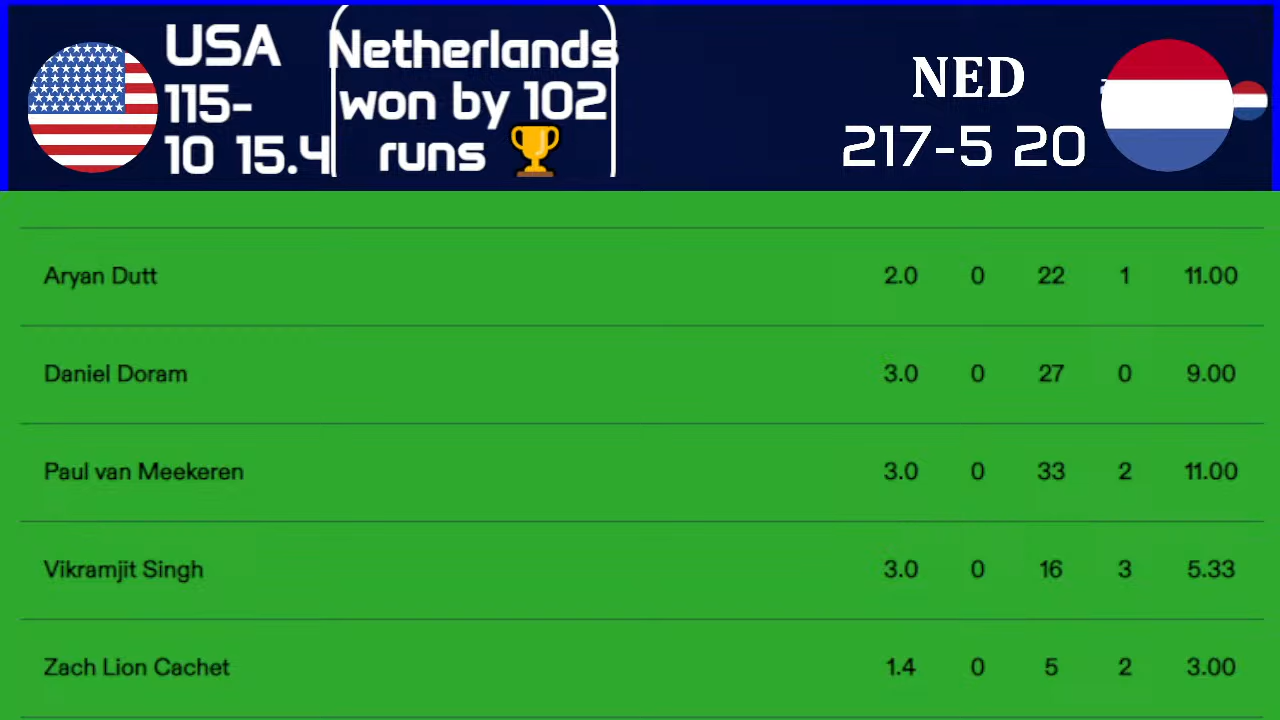 USA
115-
10 15.4
Netherlands
won by 102
runs 🏆
NED
217-5 20
Aryan Dutt 2.0 0 22 1 11.00
Daniel Doram 3.0 0 27 0 9.00
Paul van Meekeren 3.0 0 33 2 11.00
Vikramjit Singh 3.0 0 16 3 5.33
Zach Lion Cachet 1.4 0 5 2 3.00